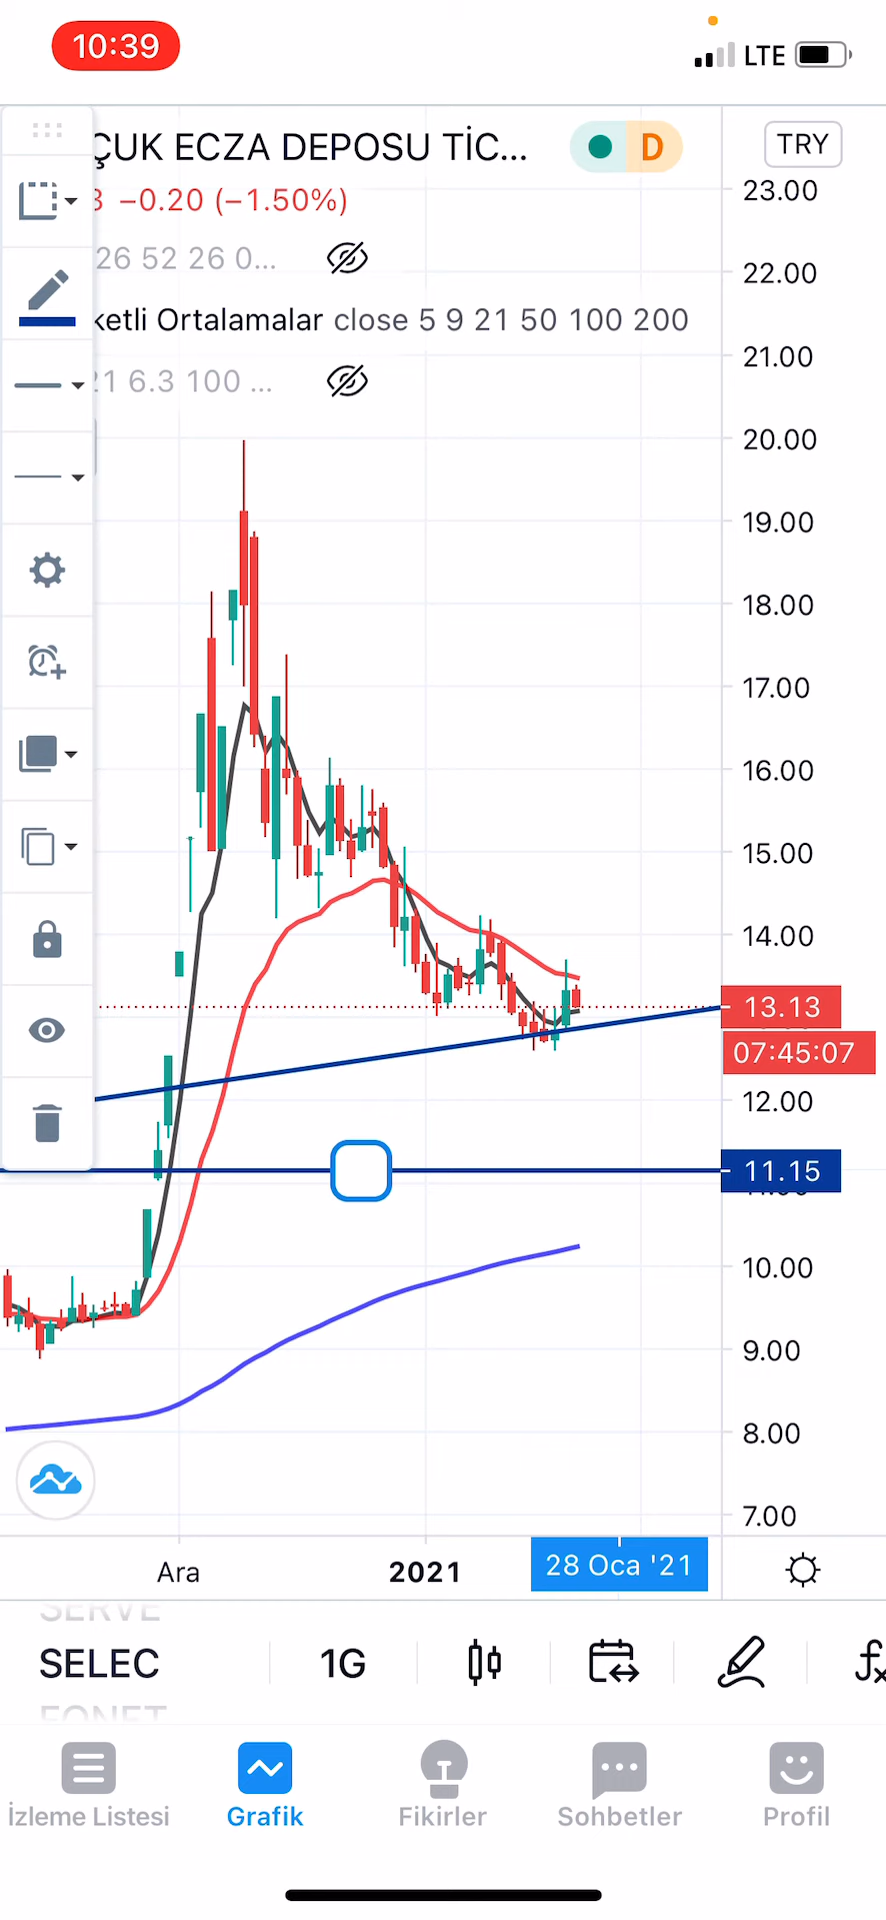 10:39
LTE
ÇUK ECZA DEPOSU TİC...
D
TRY
3 −0.20 (−1.50%)
26 52 26 0...
ketli Ortalamalar close 5 9 21 50 100 200
21 6.3 100 ...
23.00
22.00
21.00
20.00
19.00
18.00
17.00
16.00
15.00
14.00
13.13
07:45:07
12.00
11.15
10.00
9.00
8.00
7.00
Ara
2021
28 Oca '21
SERVE
SELEC
1G
FONET
İzleme Listesi
Grafik
Fikirler
Sohbetler
Profil